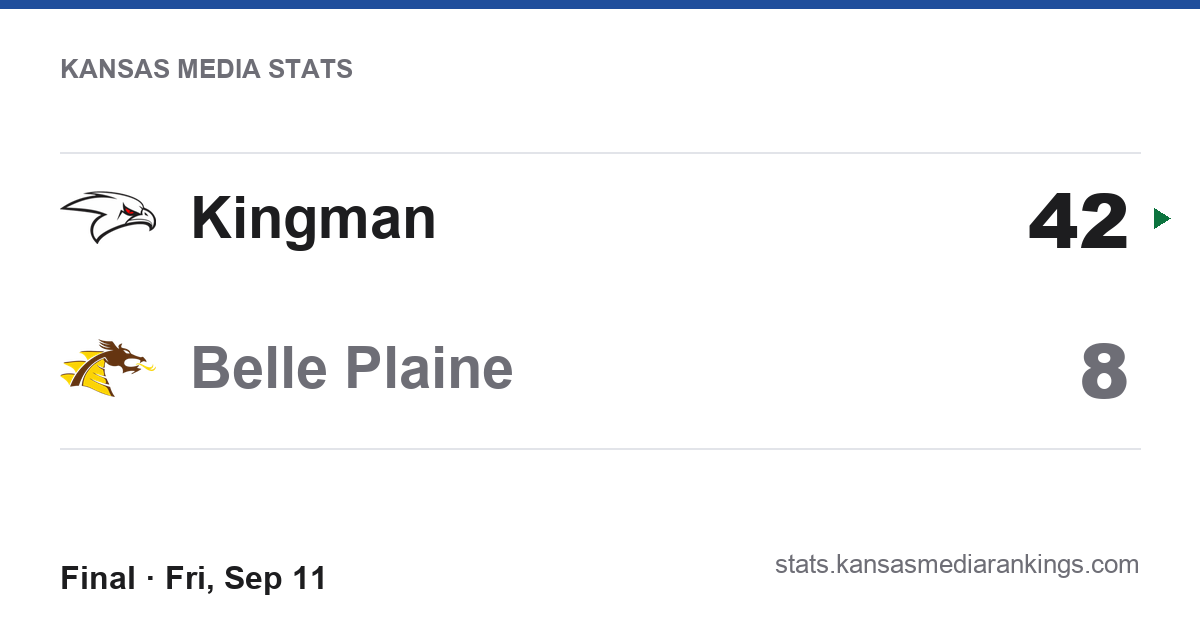 KANSAS MEDIA STATS
Kingman 42
Belle Plaine 8
Final · Fri, Sep 11
stats.kansasmediarankings.com